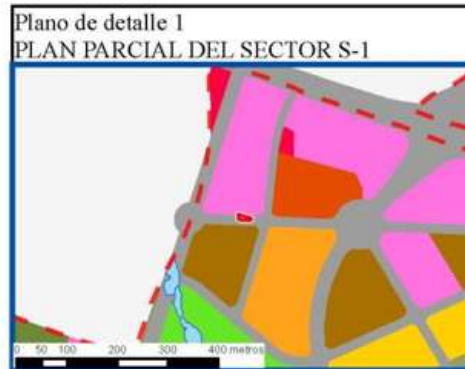 Plano de detalle 1
PLAN PARCIAL DEL SECTOR S-1
0 50 100 200 300 400 metros